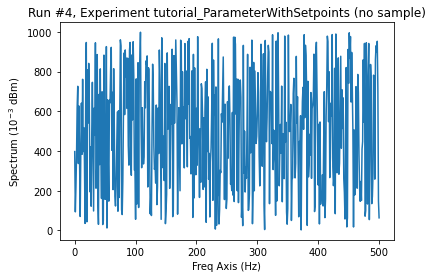 Run #4, Experiment tutorial_ParameterWithSetpoints (no sample)
1000
800
600
400
200
0
Spectrum (10⁻³ dBm)
0 100 200 300 400 500
Freq Axis (Hz)